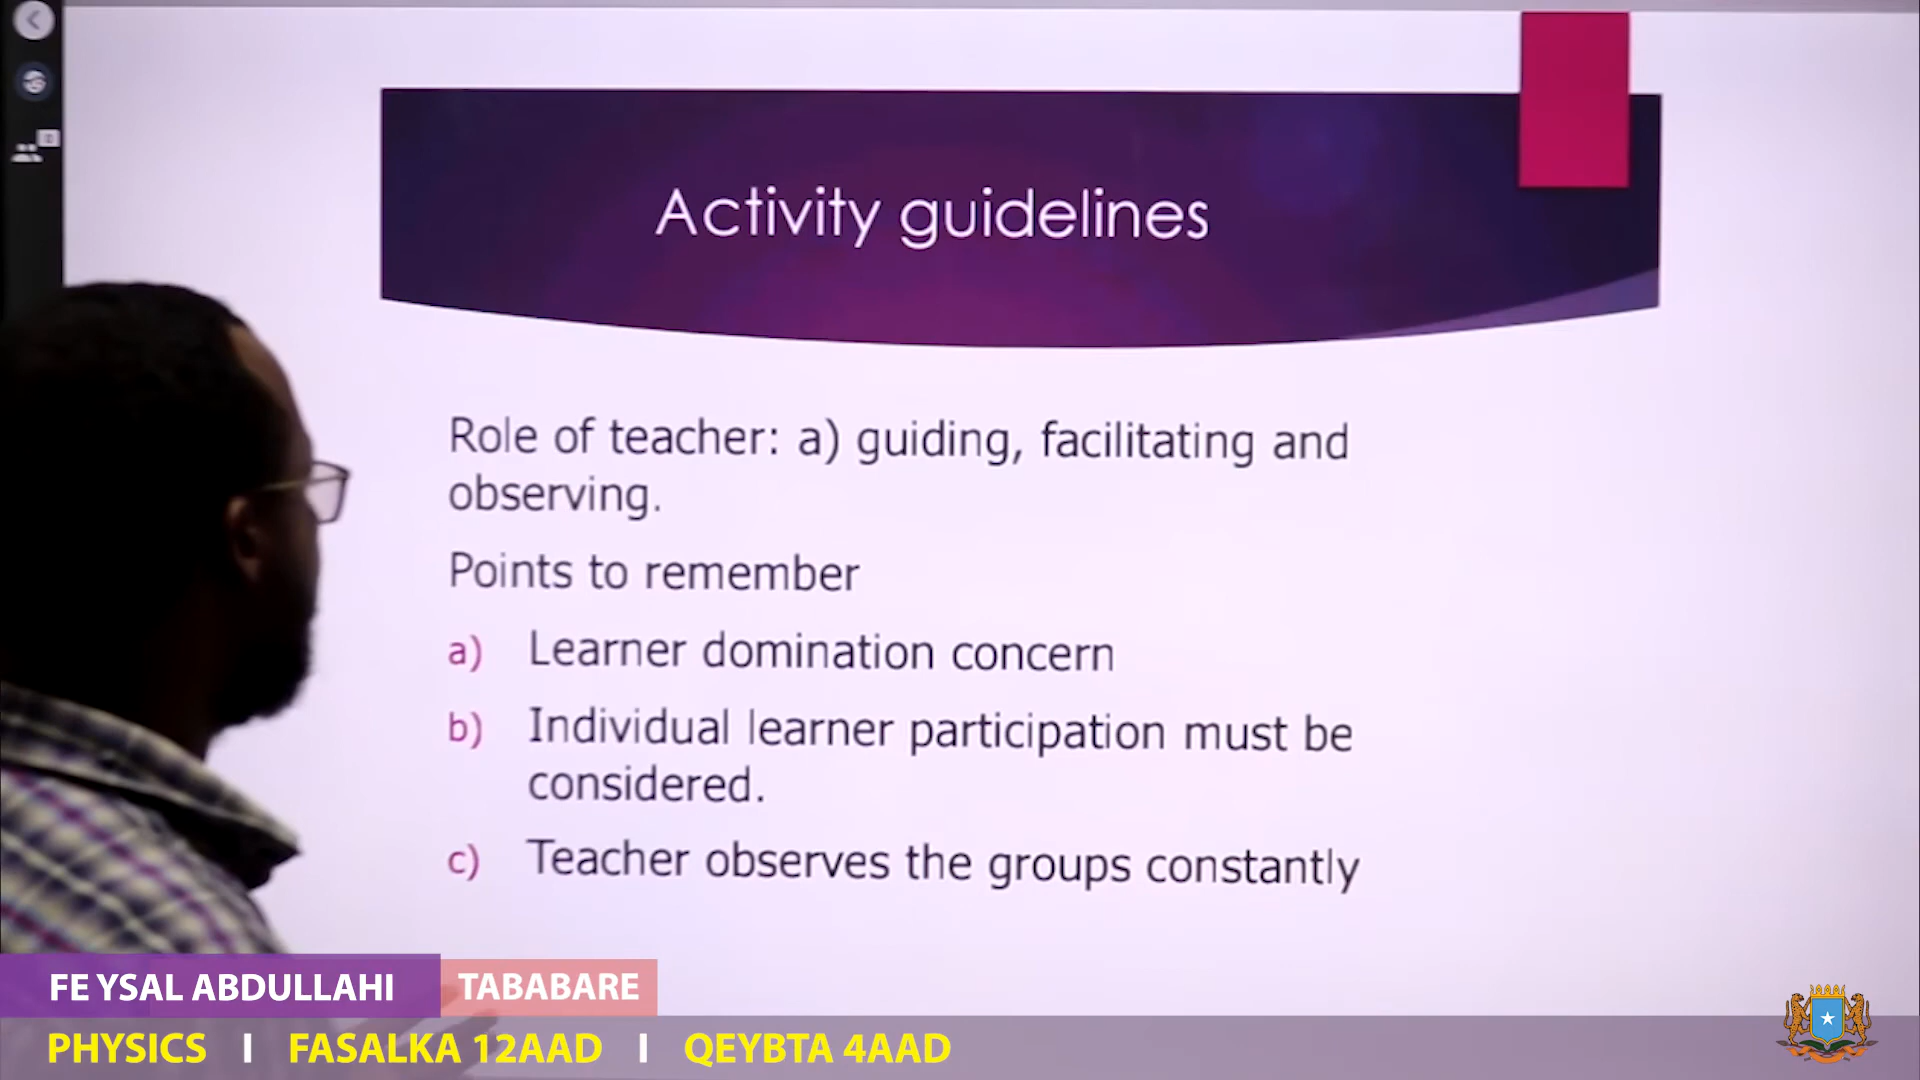 Activity guidelines
Role of teacher: a) guiding, facilitating and
observing.
Points to remember
a) Learner domination concern
b) Individual learner participation must be
considered.
c) Teacher observes the groups constantly
FEYSAL ABDULLAHI TABABARE
PHYSICS I FASALKA 12AAD I QEYBTA 4AAD